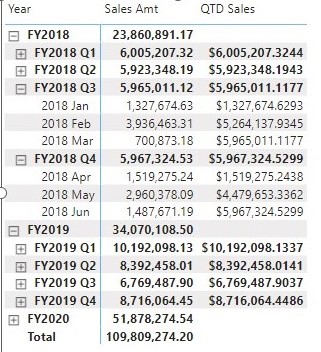 Year Sales Amt QTD Sales
FY2018 23,860,891.17
FY2018 Q1 6,005,207.32 $6,005,207.3244
FY2018 Q2 5,923,348.19 $5,923,348.1943
FY2018 Q3 5,965,011.12 $5,965,011.1177
2018 Jan 1,327,674.63 $1,327,674.6293
2018 Feb 3,936,463.31 $5,264,137.9345
2018 Mar 700,873.18 $5,965,011.1177
FY2018 Q4 5,967,324.53 $5,967,324.5299
2018 Apr 1,519,275.24 $1,519,275.2438
2018 May 2,960,378.09 $4,479,653.3362
2018 Jun 1,487,671.19 $5,967,324.5299
FY2019 34,070,108.50
FY2019 Q1 10,192,098.13 $10,192,098.1337
FY2019 Q2 8,392,458.01 $8,392,458.0141
FY2019 Q3 6,769,487.90 $6,769,487.9037
FY2019 Q4 8,716,064.45 $8,716,064.4486
FY2020 51,878,274.54
Total 109,809,274.20